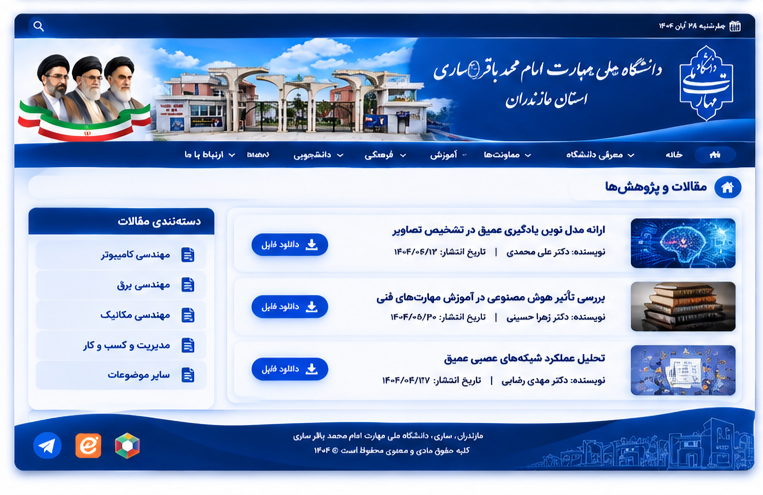 چهارشنبه ۲۸ آبان ۱۴۰۴
دانشگاه ملی مهارت امام محمد باقر ساری
استان مازندران
دانشگاه ملی مهارت
خانه
معرفی دانشگاه
معاونت‌ها
آموزش
فرهنگی
دانشجویی
ارتباط با ما
مقالات و پژوهش‌ها
ارائه مدل نوین یادگیری عمیق در تشخیص تصاویر
نویسنده: دکتر علی محمدی | تاریخ انتشار: ۱۴۰۴/۰۶/۱۲
دانلود فایل
بررسی تأثیر هوش مصنوعی در آموزش مهارت‌های فنی
نویسنده: دکتر زهرا حسینی | تاریخ انتشار: ۱۴۰۴/۰۵/۲۰
دانلود فایل
تحلیل عملکرد شبکه‌های عصبی عمیق
نویسنده: دکتر مهدی رضایی | تاریخ انتشار:
دانلود فایل
دسته‌نندی مقالات
مهندسی کامپیوتر
مهندسی برق
مهندسی مکانیک
مدیریت و کسب و کار
سایر موضوعات
مازندران، ساری، دانشگاه ملی مهارت امام محمد باقر ساری
کلیه حقوق مادی و معنوی محفوظ است © ۱۴۰۴